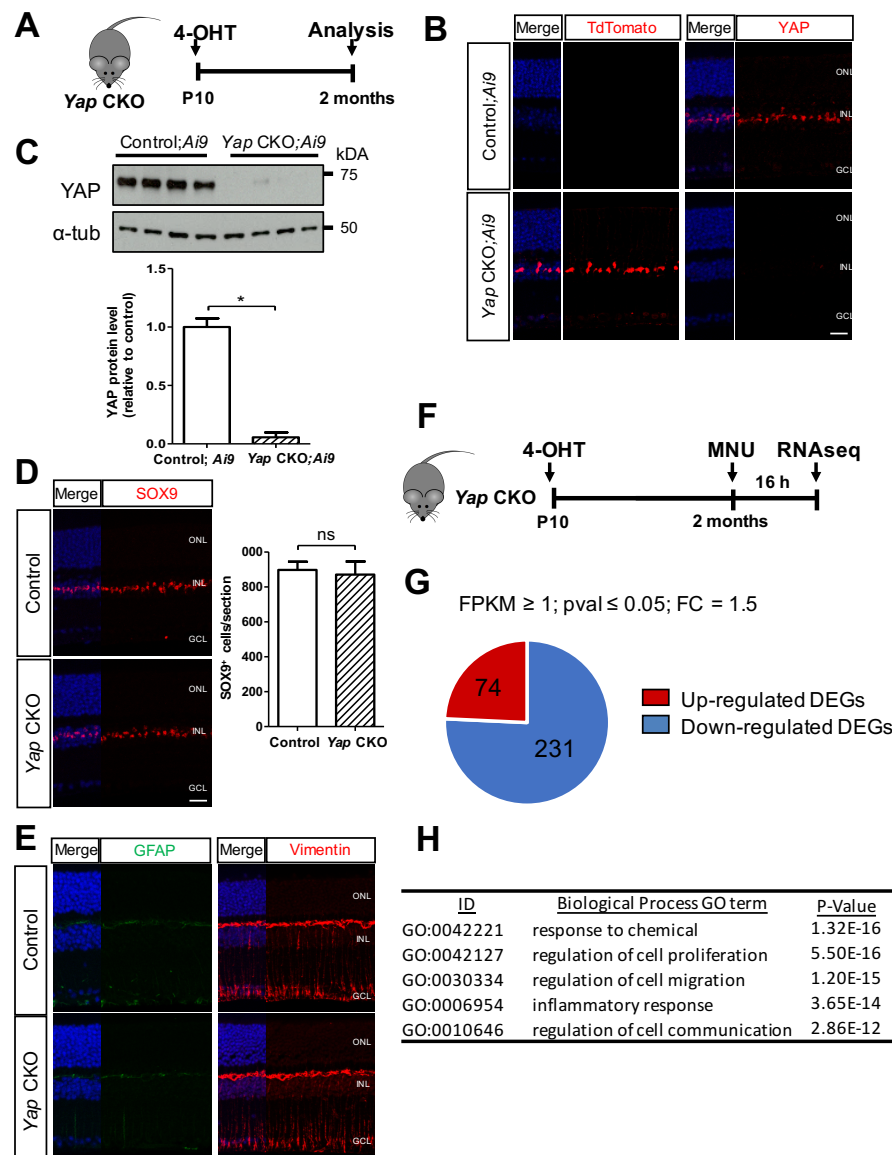 A
4-OHT
Analysis
Yap CKO
P10
2 months
B
Merge
TdTomato
Merge
YAP
Control;Ai9
ONL
INL
GCL
Yap CKO;Ai9
ONL
INL
GCL
C
Control;Ai9
Yap CKO;Ai9
kDA
YAP
75
α-tub
50
YAP protein level
(relative to control)
1.5
1.0
0.5
0.0
*
Control; Ai9
Yap CKO;Ai9
D
Merge
SOX9
Control
ONL
INL
GCL
Yap CKO
ONL
INL
GCL
SOX9+ cells/section
000
800
600
400
200
0
ns
Control
Yap CKO
E
Merge
GFAP
Merge
Vimentin
Control
ONL
INL
GCL
Yap CKO
ONL
INL
GCL
F
4-OHT
MNU
RNAseq
16 h
Yap CKO
P10
2 months
G
FPKM ≥ 1; pval ≤ 0.05; FC = 1.5
74
231
Up-regulated DEGs
Down-regulated DEGs
H
ID Biological Process GO term P-Value
GO:0042221 response to chemical 1.32E-16
GO:0042127 regulation of cell proliferation 5.50E-16
GO:0030334 regulation of cell migration 1.20E-15
GO:0006954 inflammatory response 3.65E-14
GO:0010646 regulation of cell communication 2.86E-12